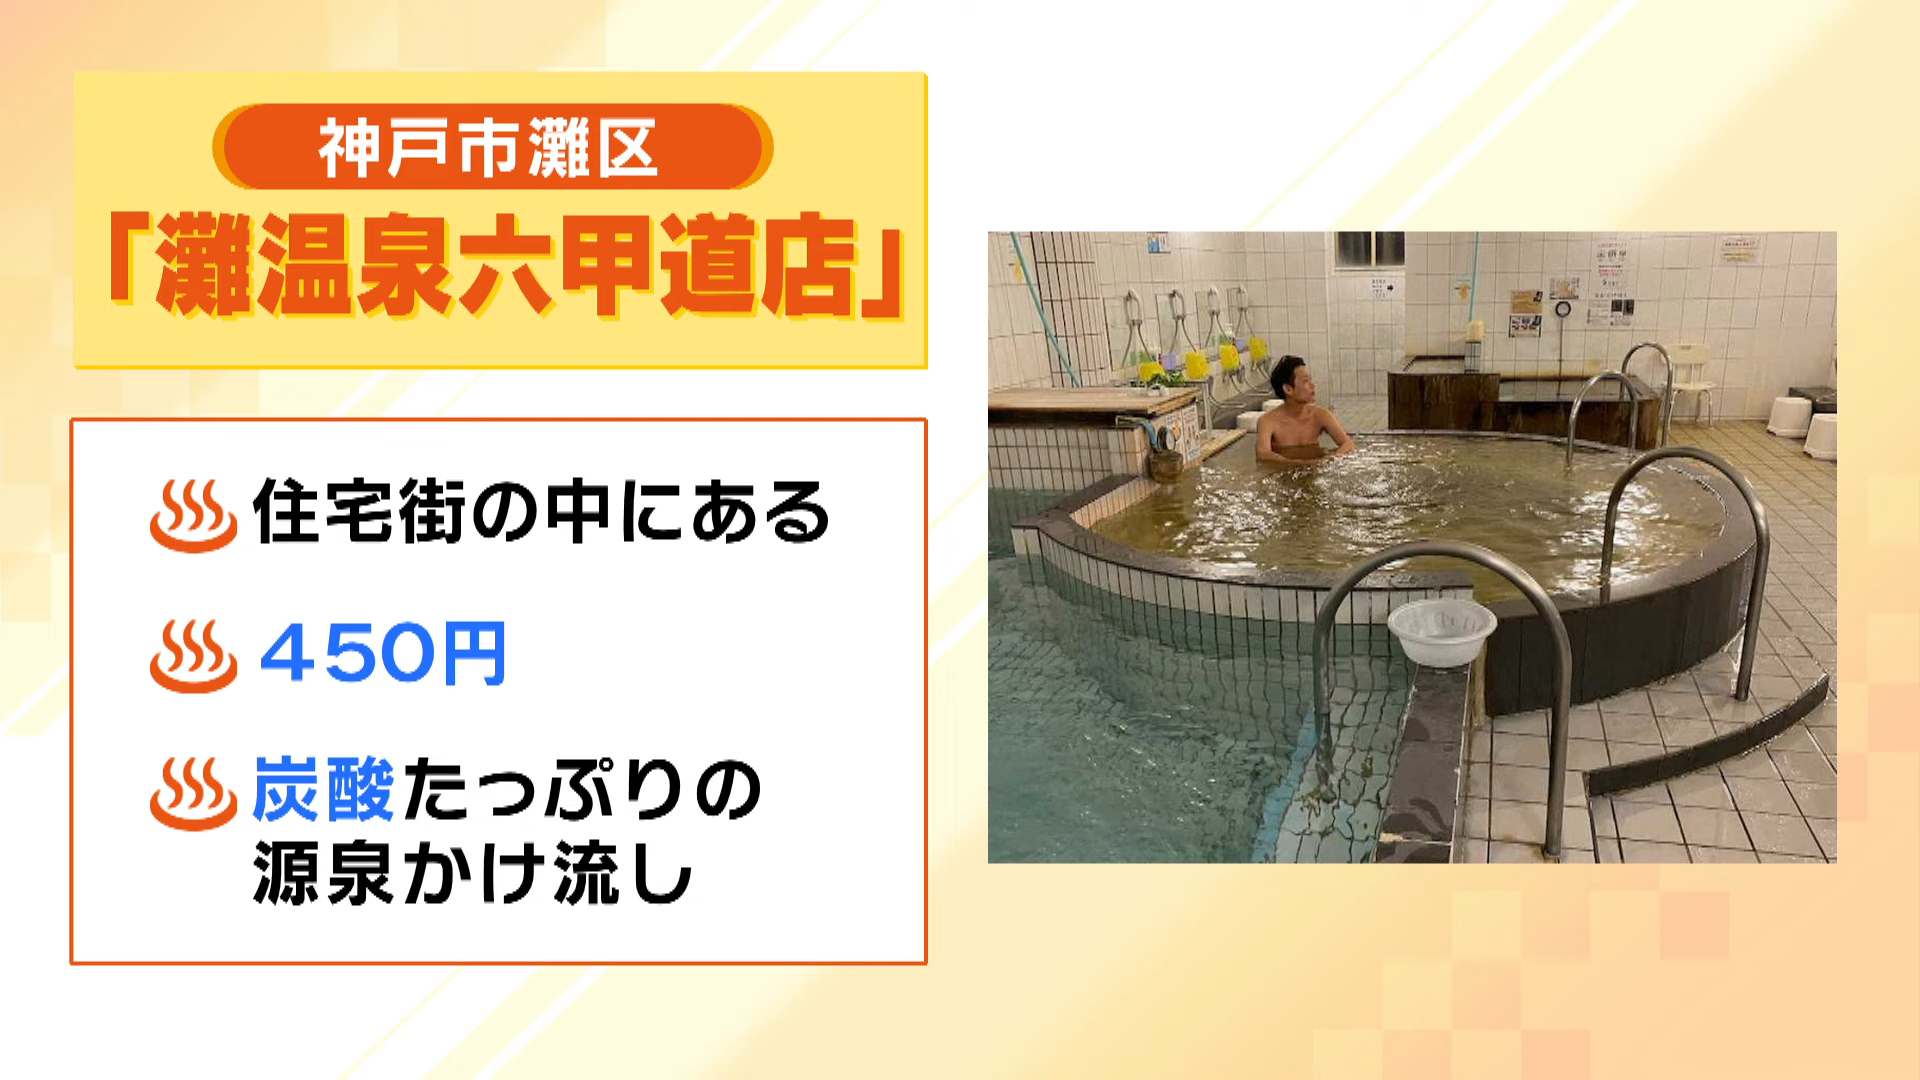 神戸市灘区
「灘温泉六甲道店」
住宅街の中にある
450円
炭酸たっぷりの
源泉かけ流し